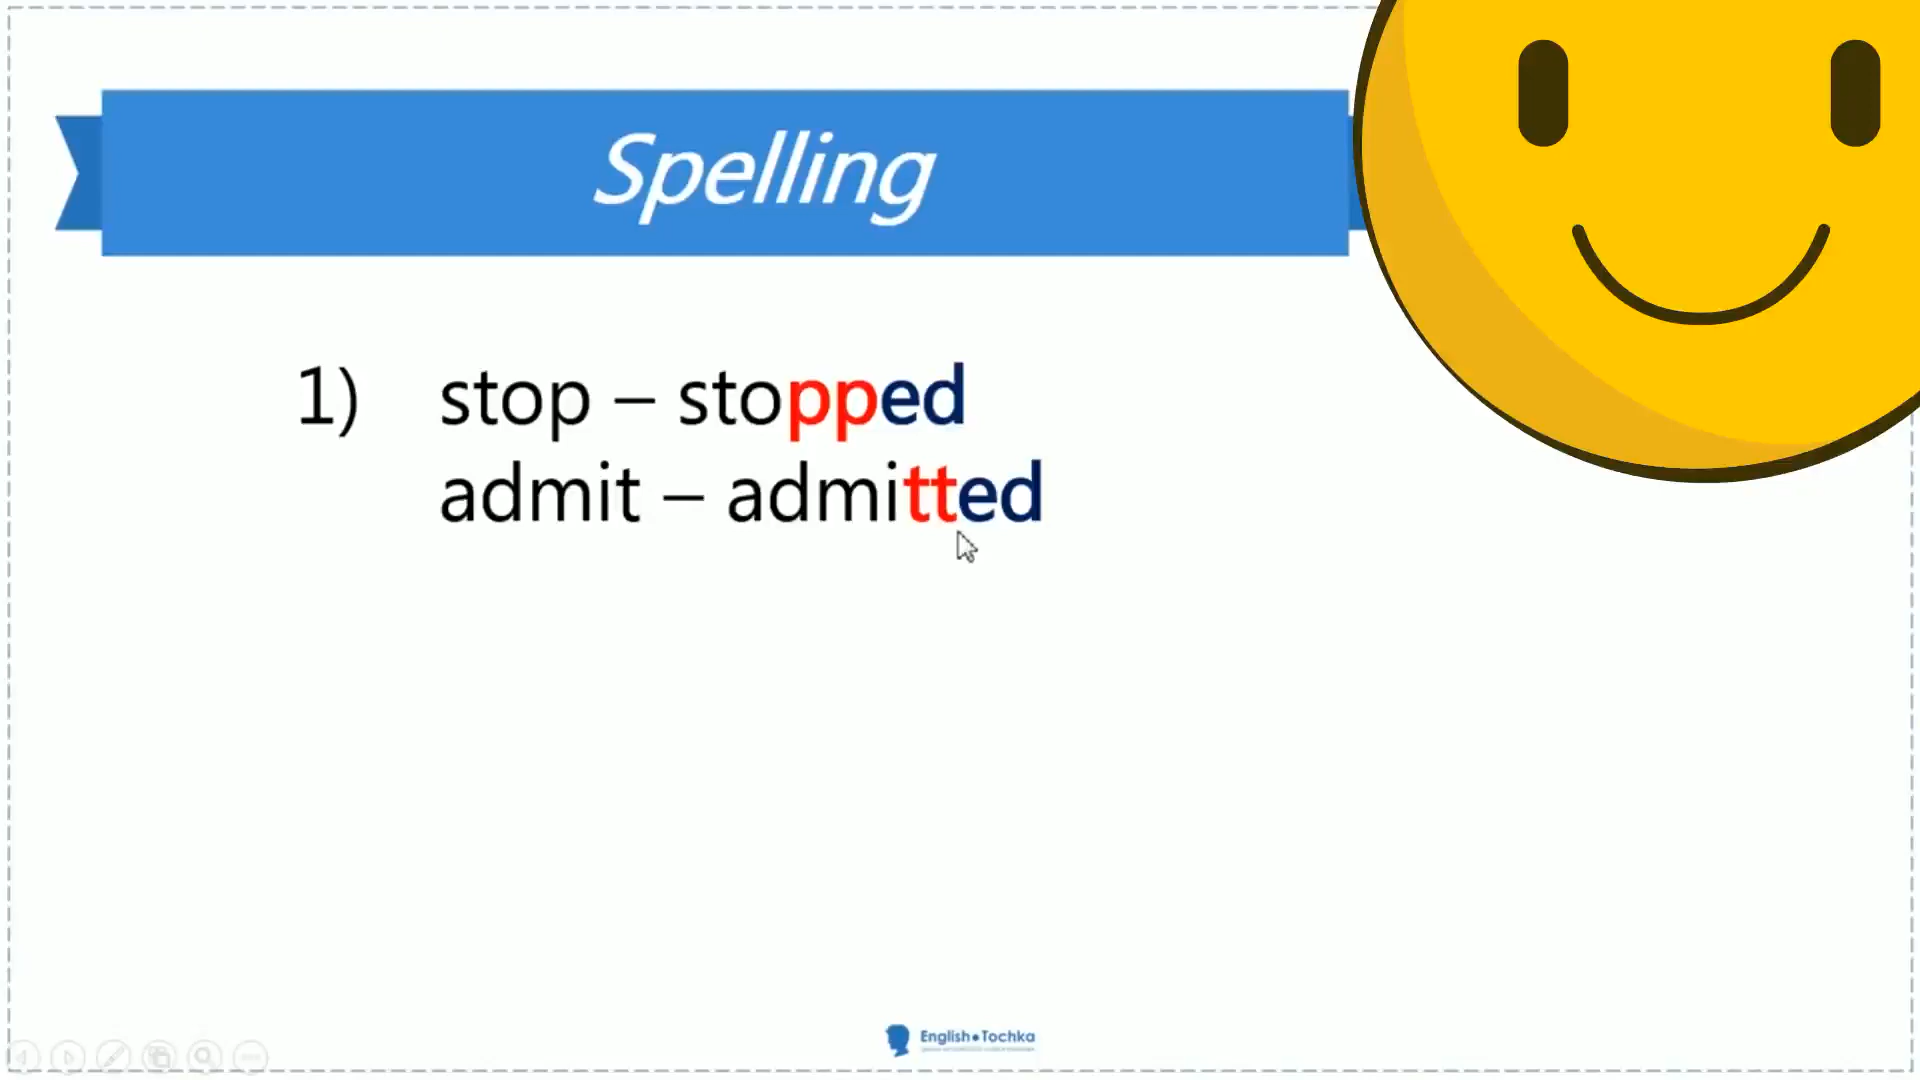 Spelling
1) stop – stopped
admit – admitted
English•Tochka